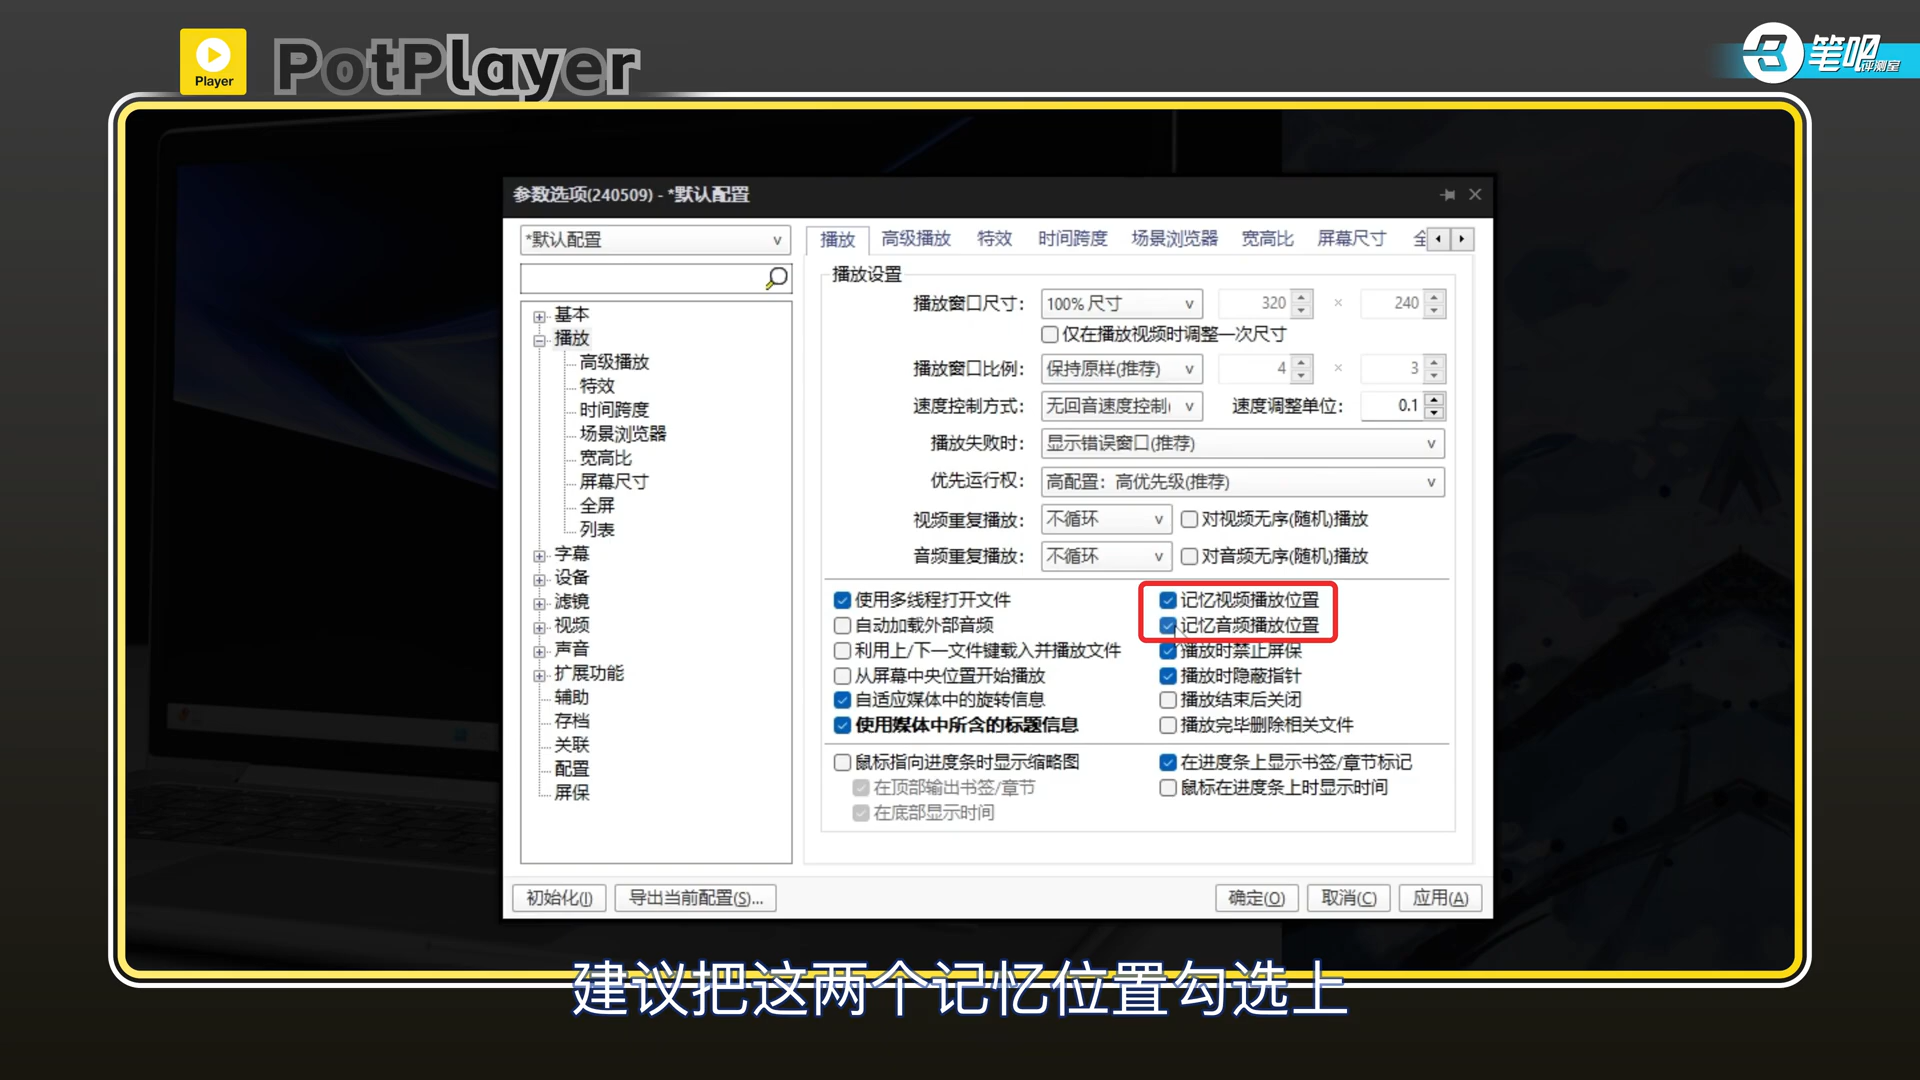 Player
PotPlayer
笔吧评测室
参数选项(240509) - *默认配置
*默认配置
播放 高级播放 特效 时间跨度 场景浏览器 宽高比 屏幕尺寸
基本
播放
高级播放
特效
时间跨度
场景浏览器
宽高比
屏幕尺寸
全屏
列表
字幕
设备
滤镜
视频
声音
扩展功能
辅助
存档
关联
配置
屏保
播放设置
播放窗口尺寸: 100% 尺寸 320 × 240
仅在播放视频时调整一次尺寸
播放窗口比例: 保持原样(推荐) 4 × 3
速度控制方式: 无回音速度控制( 速度调整单位: 0.1
播放失败时: 显示错误窗口(推荐)
优先运行权: 高配置: 高优先级(推荐)
视频重复播放: 不循环 对视频无序(随机)播放
音频重复播放: 不循环 对音频无序(随机)播放
使用多线程打开文件 记忆视频播放位置
自动加载外部音频 记忆音频播放位置
利用上/下一文件键载入并播放文件 播放时禁止屏保
从屏幕中央位置开始播放 播放时隐蔽指针
自适应媒体中的旋转信息 播放结束后关闭
使用媒体中所含的标题信息 播放完毕删除相关文件
鼠标指向进度条时显示缩略图 在进度条上显示书签/章节标记
在顶部输出书签/章节 鼠标在进度条上时显示时间
在底部显示时间
初始化(I) 导出当前配置(S)... 确定(O) 取消(C) 应用(A)
建议把这两个记忆位置勾选上